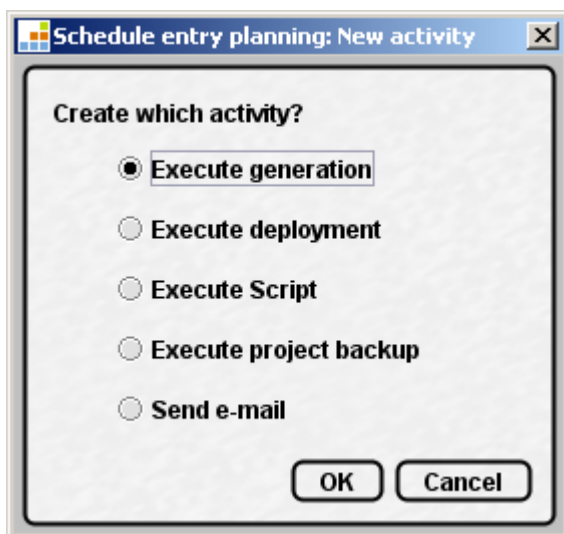 Schedule entry planning: New activity
Create which activity?
Execute generation
Execute deployment
Execute Script
Execute project backup
Send e-mail
OK Cancel